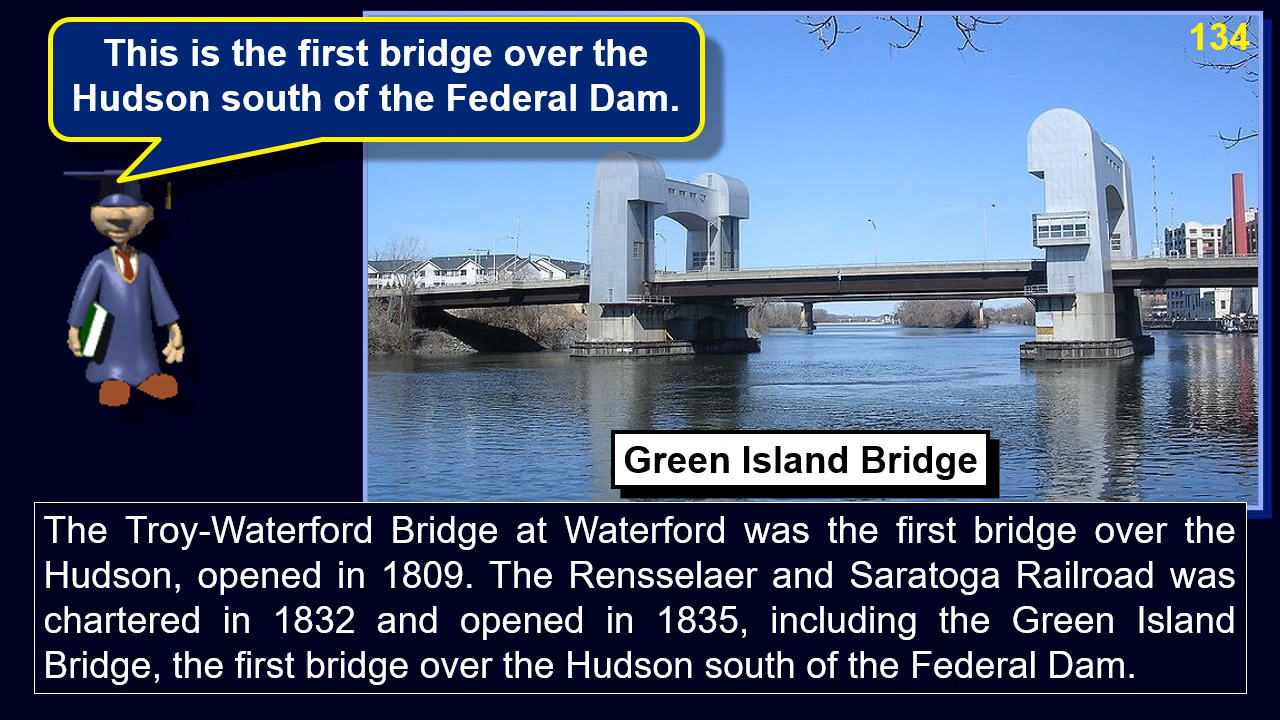 This is the first bridge over the
Hudson south of the Federal Dam.
134
Green Island Bridge
The Troy-Waterford Bridge at Waterford was the first bridge over the
Hudson, opened in 1809. The Rensselaer and Saratoga Railroad was
chartered in 1832 and opened in 1835, including the Green Island
Bridge, the first bridge over the Hudson south of the Federal Dam.